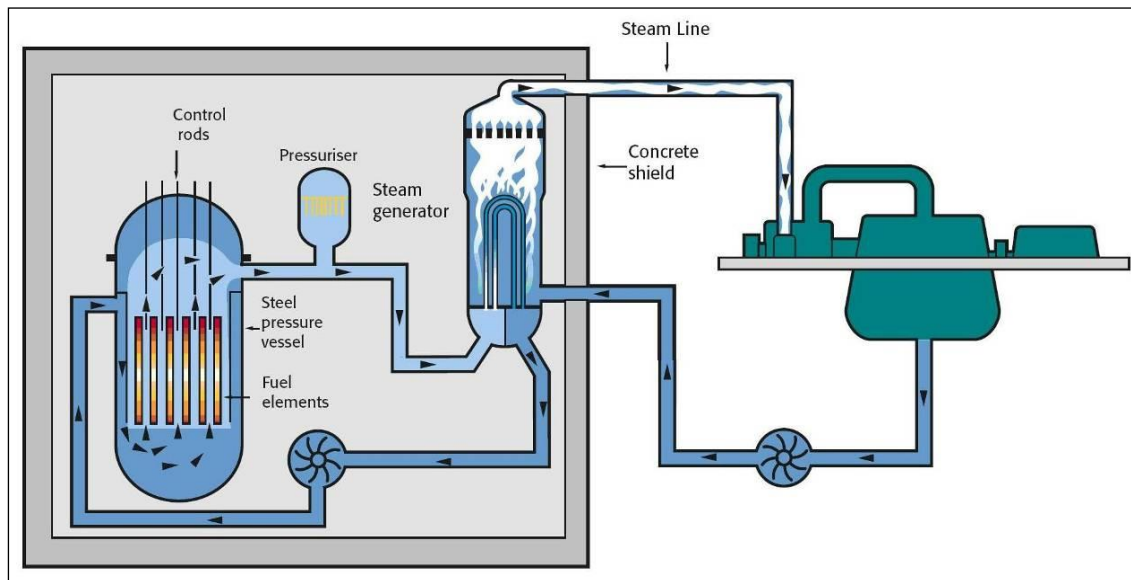 Steam Line
Control
rods
Pressuriser
Steam
generator
Concrete
shield
Steel
pressure
vessel
Fuel
elements